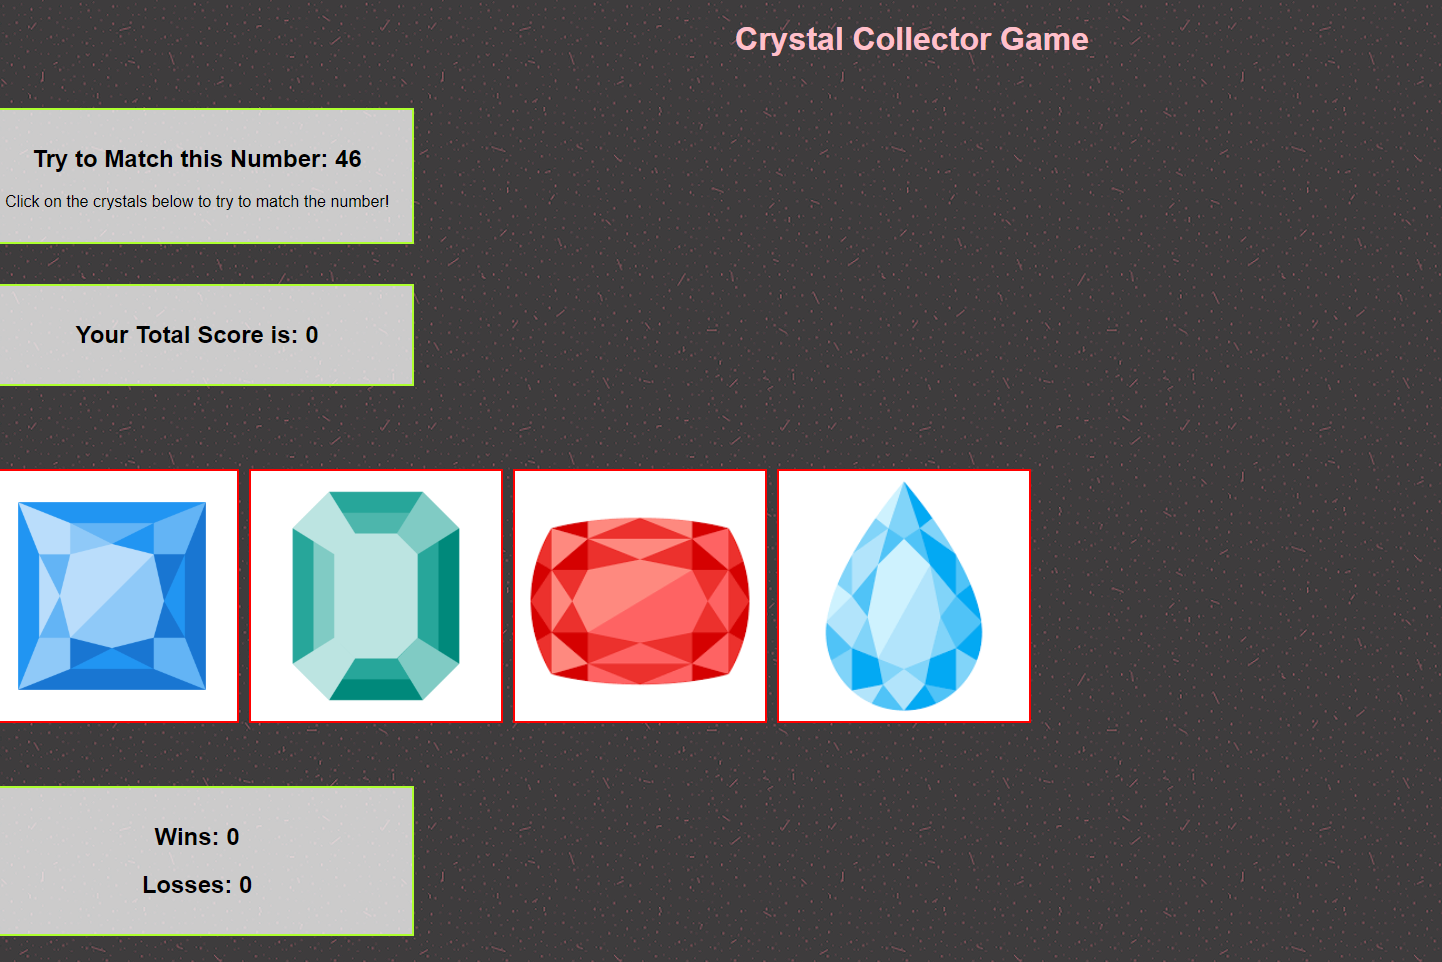 Crystal Collector Game
Try to Match this Number: 46
Click on the crystals below to try to match the number!
Your Total Score is: 0
Wins: 0
Losses: 0